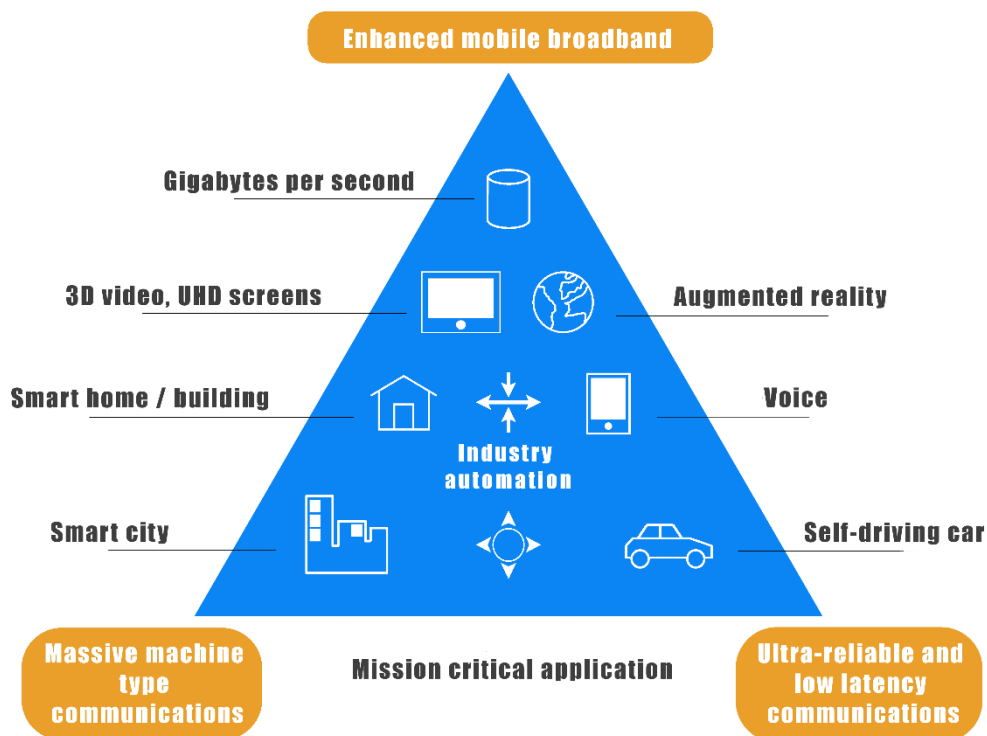 Enhanced mobile broadband
Gigabytes per second
3D video, UHD screens
Augmented reality
Smart home / building
Voice
Industry
automation
Smart city
Self-driving car
Massive machine
type
communications
Mission critical application
Ultra-reliable and
low latency
communications